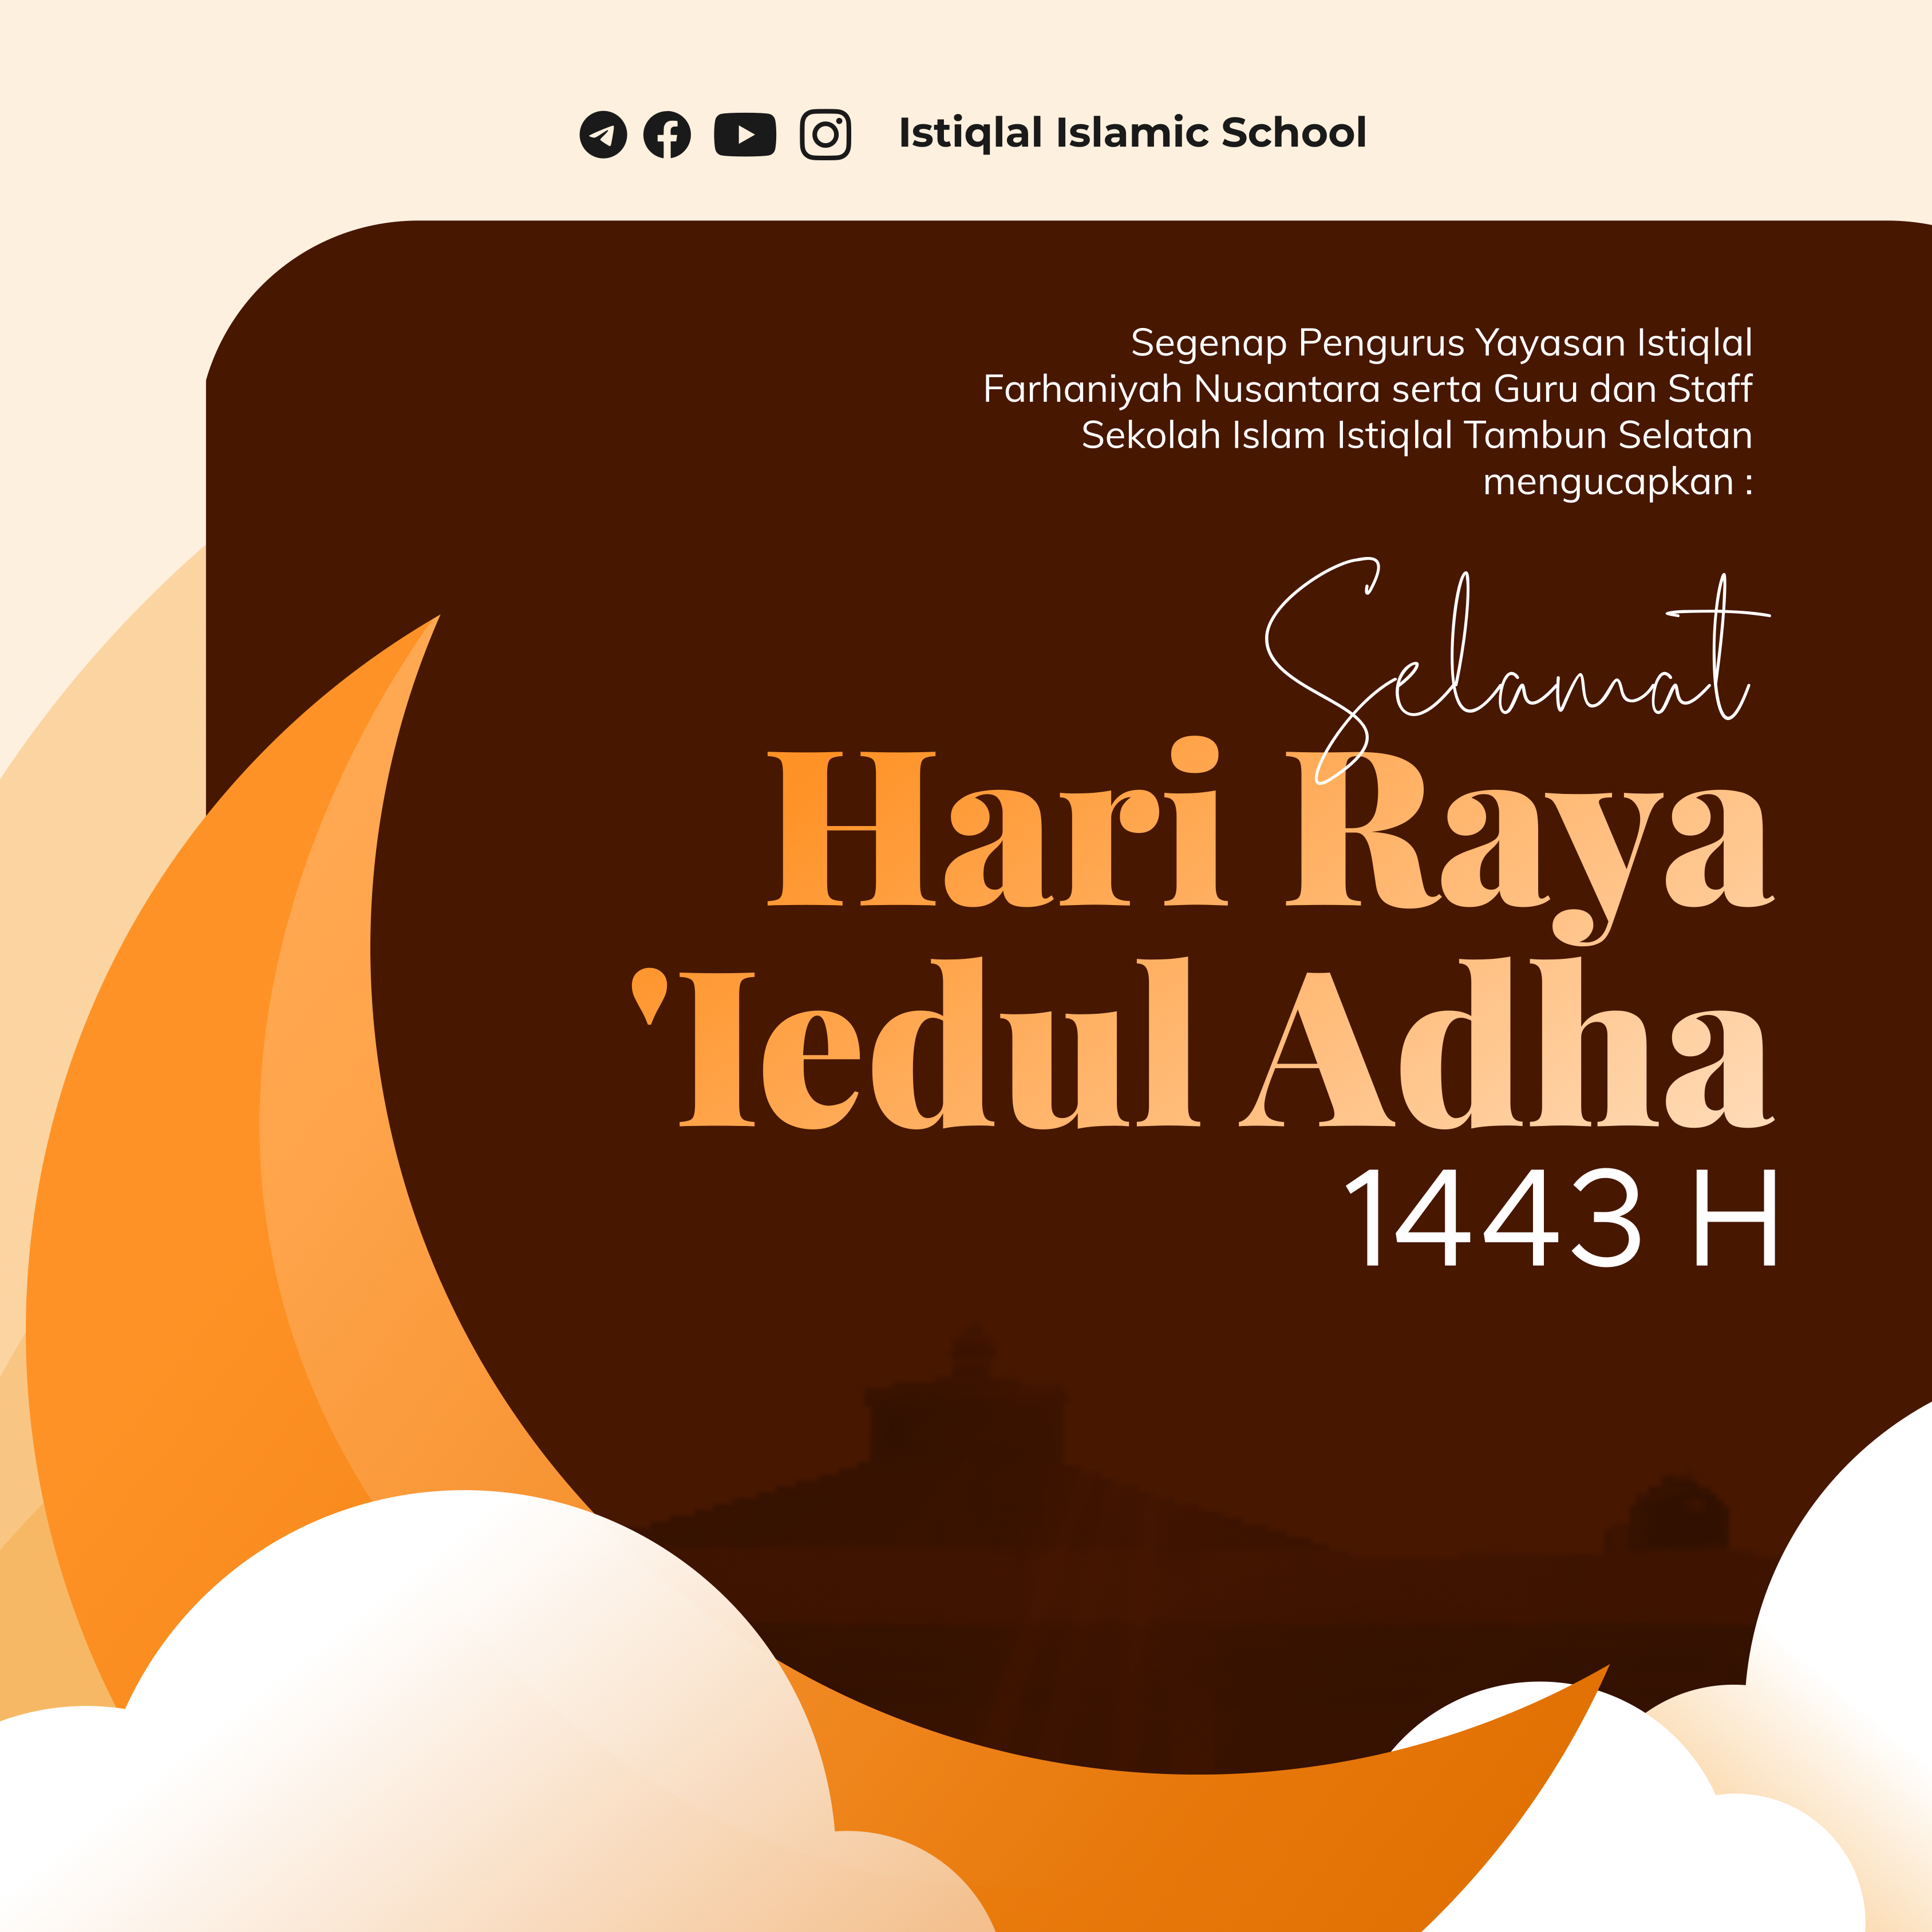 Istiqlal Islamic School
Segenap Pengurus Yayasan Istiqlal
Farhaniyah Nusantara serta Guru dan Staff
Sekolah Islam Istiqlal Tambun Selatan
mengucapkan :
Selamat
Hari Raya
'Iedul Adha
1443 H